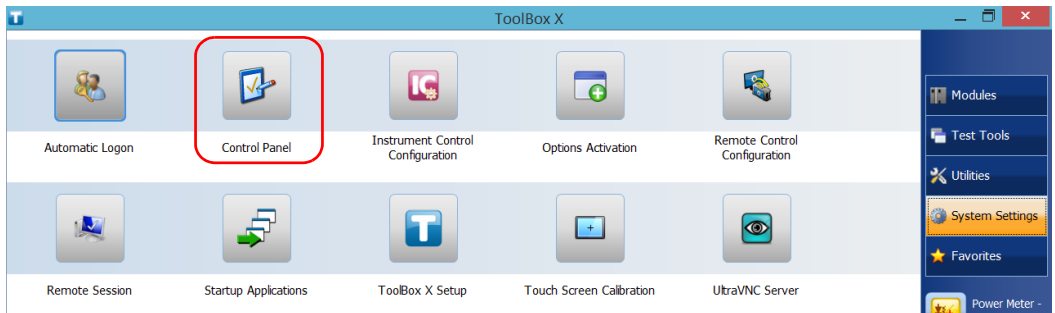 ToolBox X
Automatic Logon
Control Panel
Instrument Control
Configuration
Options Activation
Remote Control
Configuration
Remote Session
Startup Applications
ToolBox X Setup
Touch Screen Calibration
UltraVNC Server
Modules
Test Tools
Utilities
System Settings
Favorites
Power Meter -